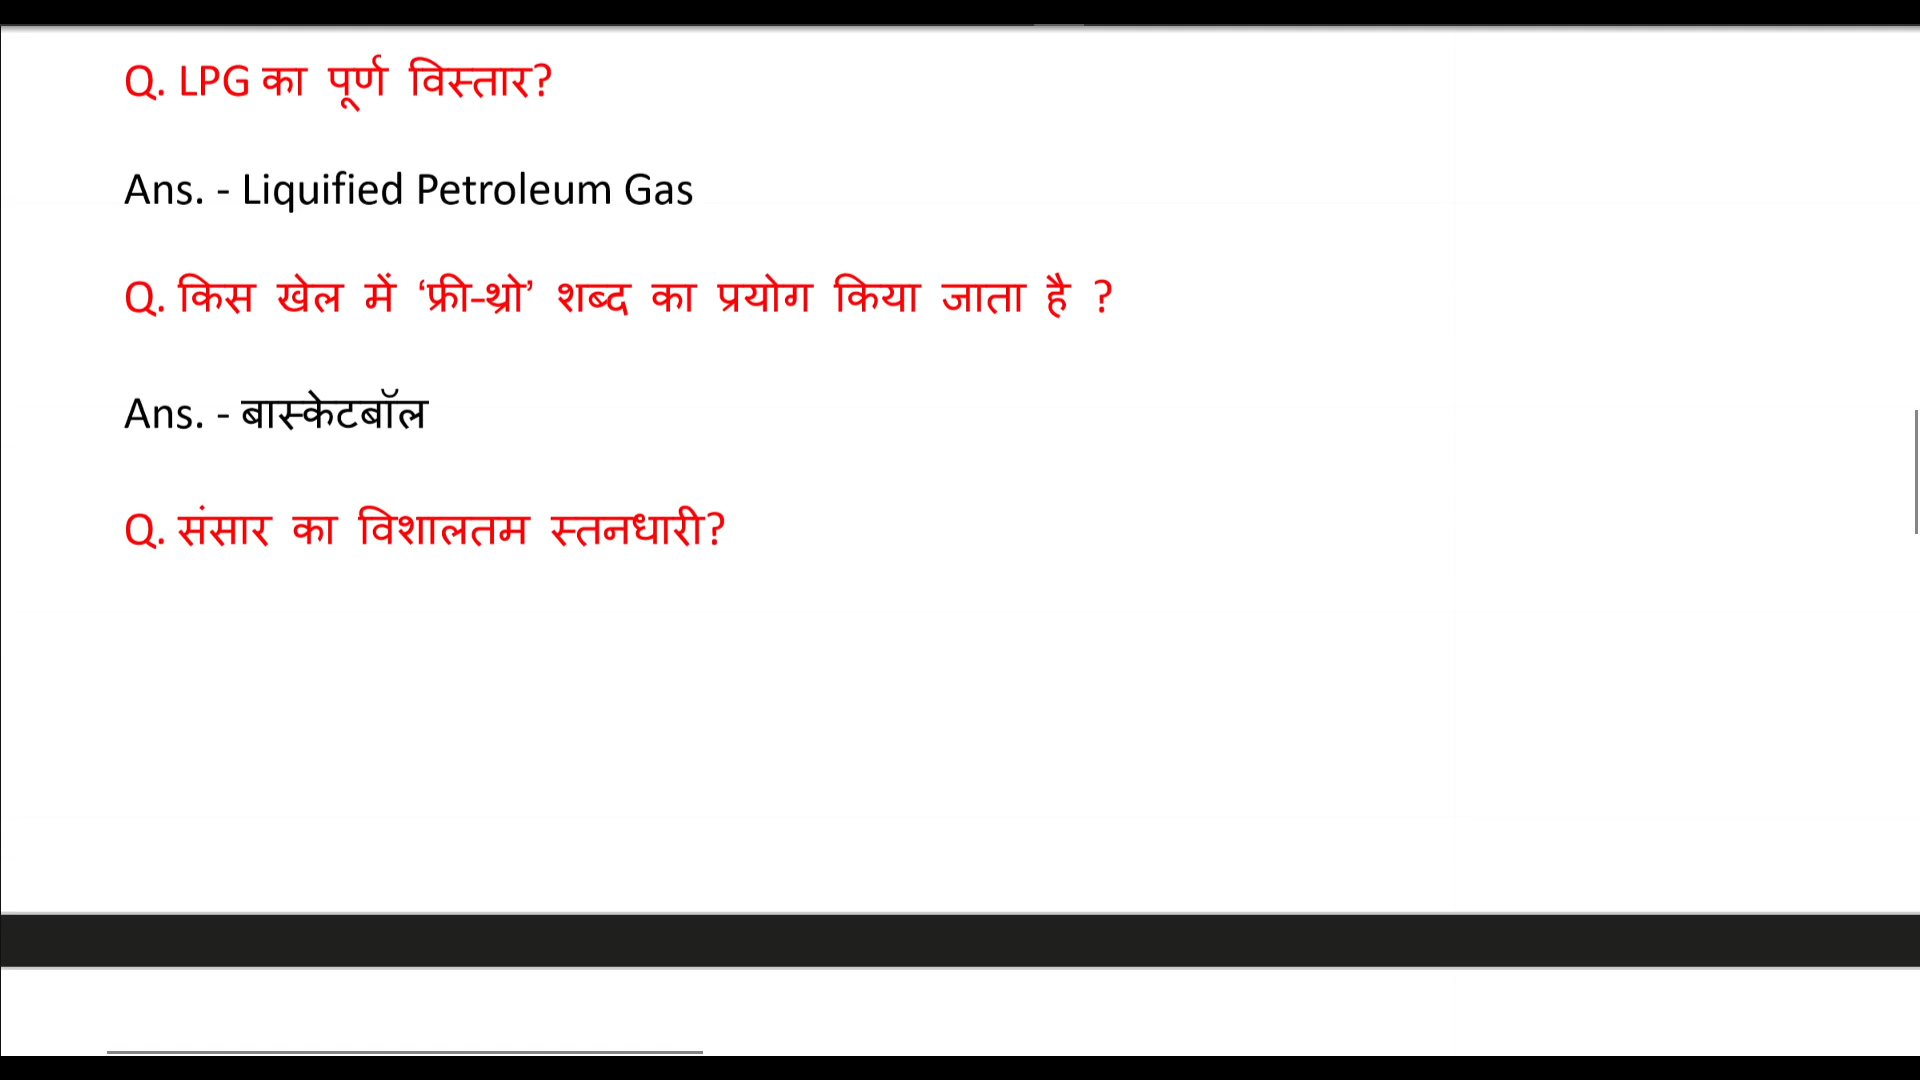 Q. LPG का पूर्ण विस्तार?
Ans. - Liquified Petroleum Gas
Q. किस खेल में ‘फ्री-थ्रो’ शब्द का प्रयोग किया जाता है ?
Ans. - बास्केटबॉल
Q. संसार का विशालतम स्तनधारी?